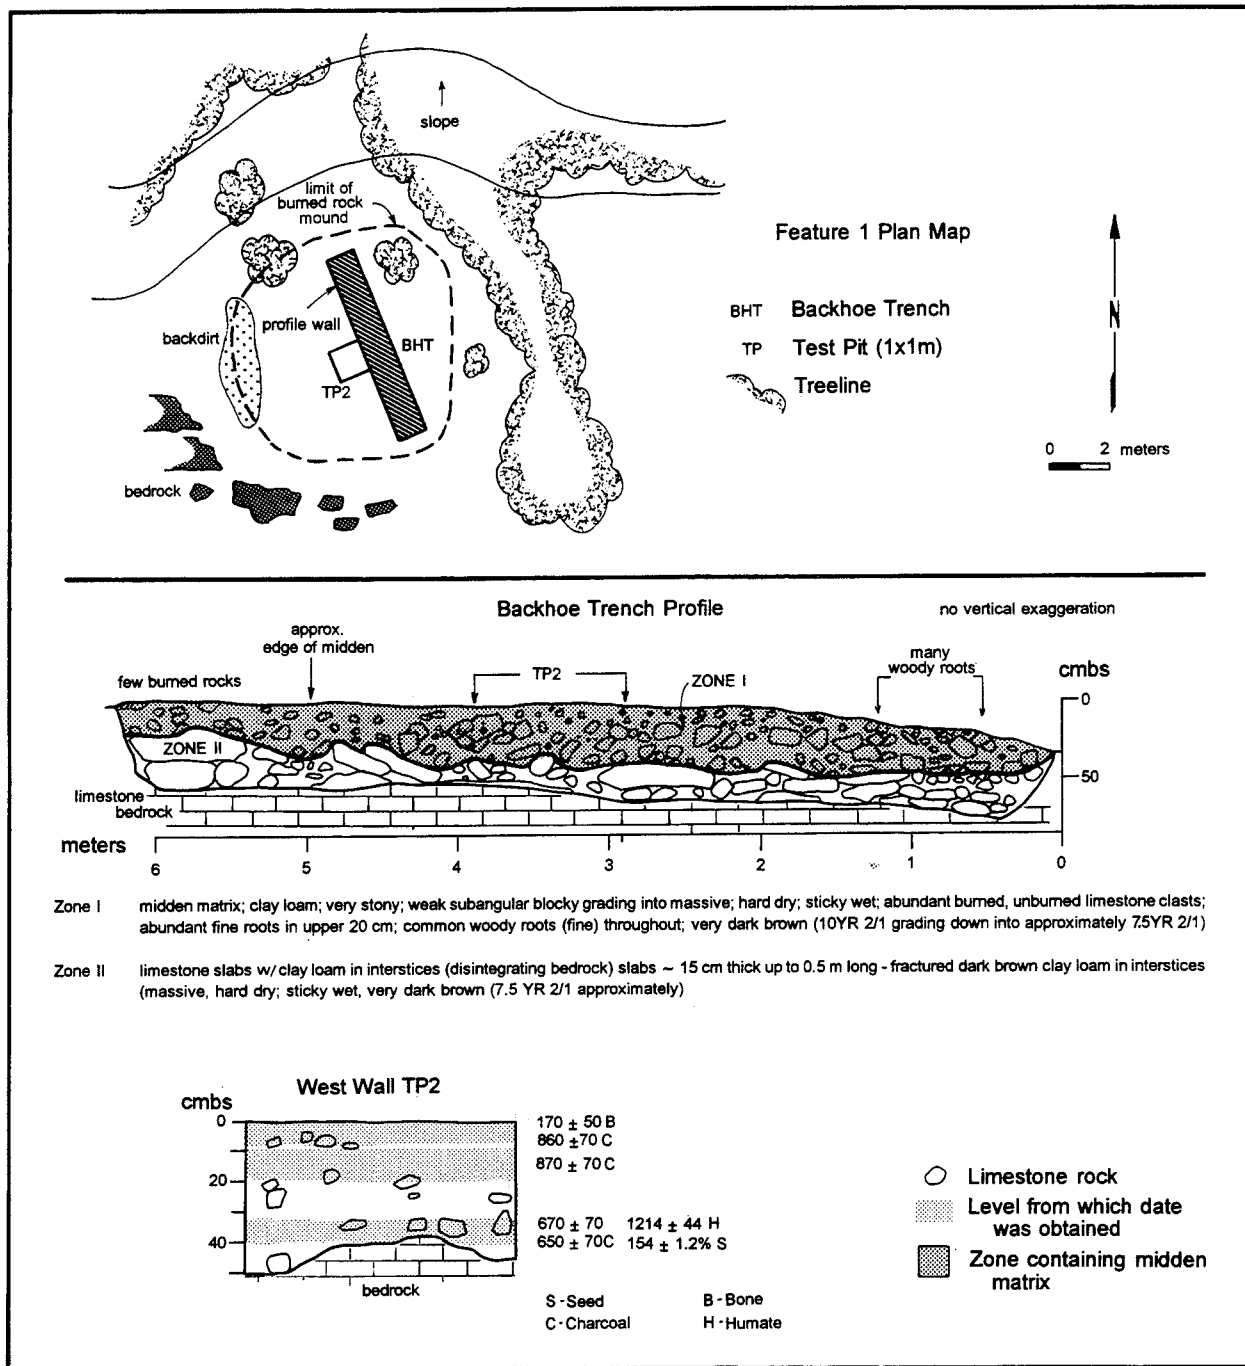 slope
limit of
burned rock
mound
profile wall
backdirt
BHT
TP2
bedrock
Feature 1 Plan Map
BHT Backhoe Trench
TP Test Pit (1x1m)
Treeline
N
0 2 meters
Backhoe Trench Profile
no vertical exaggeration
approx.
edge of midden
few burned rocks
TP2
ZONE I
many
woody roots
cmbs
0
50
ZONE II
limestone
bedrock
meters
6 5 4 3 2 1 0
Zone I midden matrix; clay loam; very stony; weak subangular blocky grading into massive; hard dry; sticky wet; abundant burned, unburned limestone clasts;
abundant fine roots in upper 20 cm; common woody roots (fine) throughout; very dark brown (10YR 2/1 grading down into approximately 7.5YR 2/1)
Zone II limestone slabs w/ clay loam in interstices (disintegrating bedrock) slabs ~ 15 cm thick up to 0.5 m long - fractured dark brown clay loam in interstices
(massive, hard dry; sticky wet, very dark brown (7.5 YR 2/1 approximately)
West Wall TP2
cmbs
0
20
40
170 ± 50 B
860 ±70 C
870 ± 70 C
670 ± 70 1214 ± 44 H
650 ± 70C 154 ± 1.2% S
bedrock
S - Seed B - Bone
C - Charcoal H - Humate
Limestone rock
Level from which date
was obtained
Zone containing midden
matrix